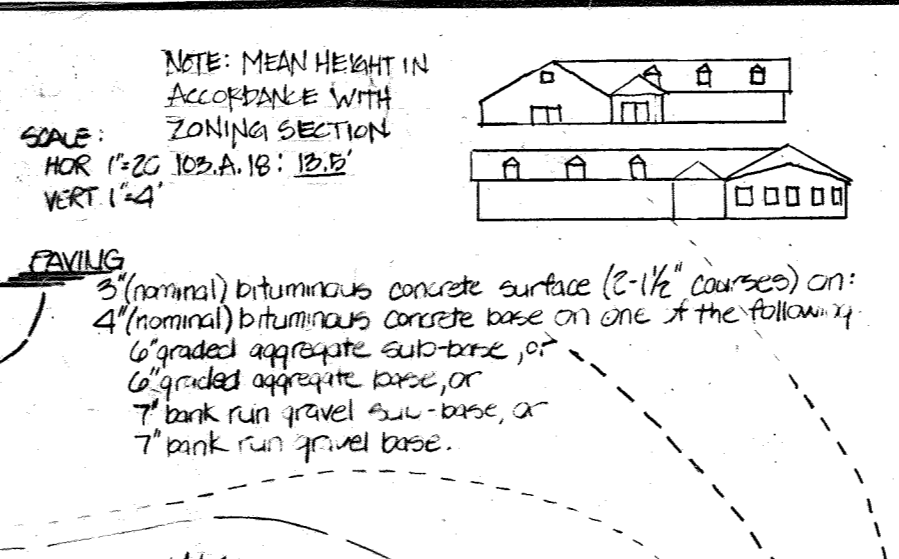 NOTE: MEAN HEIGHT IN
ACCORDANCE WITH
ZONING SECTION
103.A.18: 13.5'
SCALE:
HOR 1"=20
VERT 1"=4'
PAVING
3"(nominal) bituminous concrete surface (2-1½" courses) on:
4"(nominal) bituminous concrete base on one of the following
6" graded aggregate sub-base, or
6" graded aggregate base, or
7" bank run gravel sub-base, or
7" bank run gravel base.